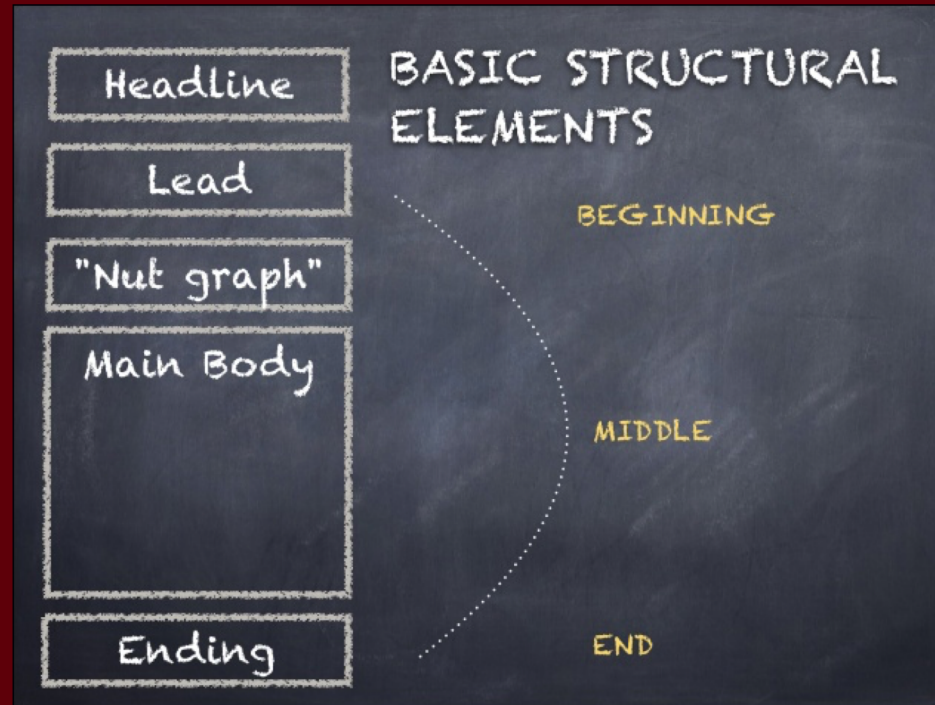 Headline
Lead
"Nut graph"
Main Body
Ending
BASIC STRUCTURAL
ELEMENTS
BEGINNING
MIDDLE
END